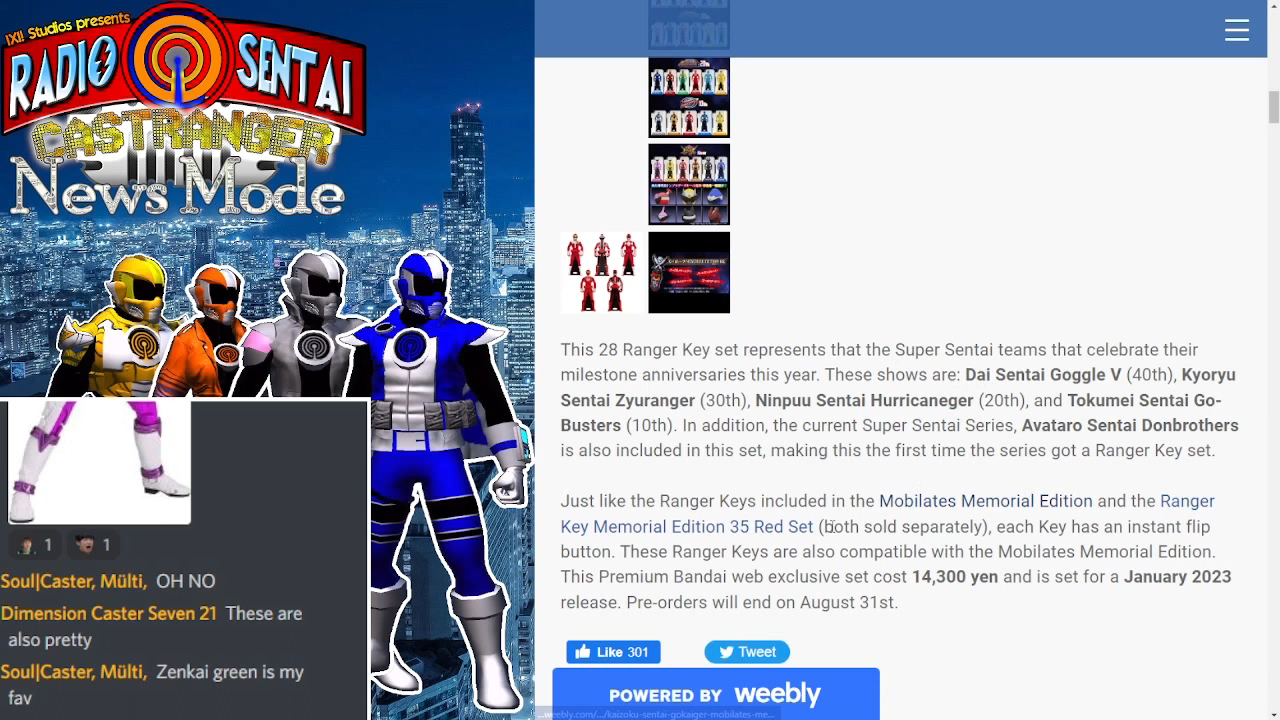 IXII Studios presents
RADIO SENTAI
CASTRANGER
News Mode
Soul|Caster, Mülti, OH NO
Dimension Caster Seven 21 These are
also pretty
Soul|Caster, Mülti, Zenkai green is my
fav
1
1
This 28 Ranger Key set represents that the Super Sentai teams that celebrate their
milestone anniversaries this year. These shows are: Dai Sentai Goggle V (40th), Kyoryu
Sentai Zyuranger (30th), Ninpuu Sentai Hurricaneger (20th), and Tokumei Sentai Go-
Busters (10th). In addition, the current Super Sentai Series, Avataro Sentai Donbrothers
is also included in this set, making this the first time the series got a Ranger Key set.
Just like the Ranger Keys included in the Mobilates Memorial Edition and the Ranger
Key Memorial Edition 35 Red Set (both sold separately), each Key has an instant flip
button. These Ranger Keys are also compatible with the Mobilates Memorial Edition.
This Premium Bandai web exclusive set cost 14,300 yen and is set for a January 2023
release. Pre-orders will end on August 31st.
Like 301
Tweet
POWERED BY weebly
...weebly.com/.../kaizoku-sentai-gokaiger-mobilates-me...